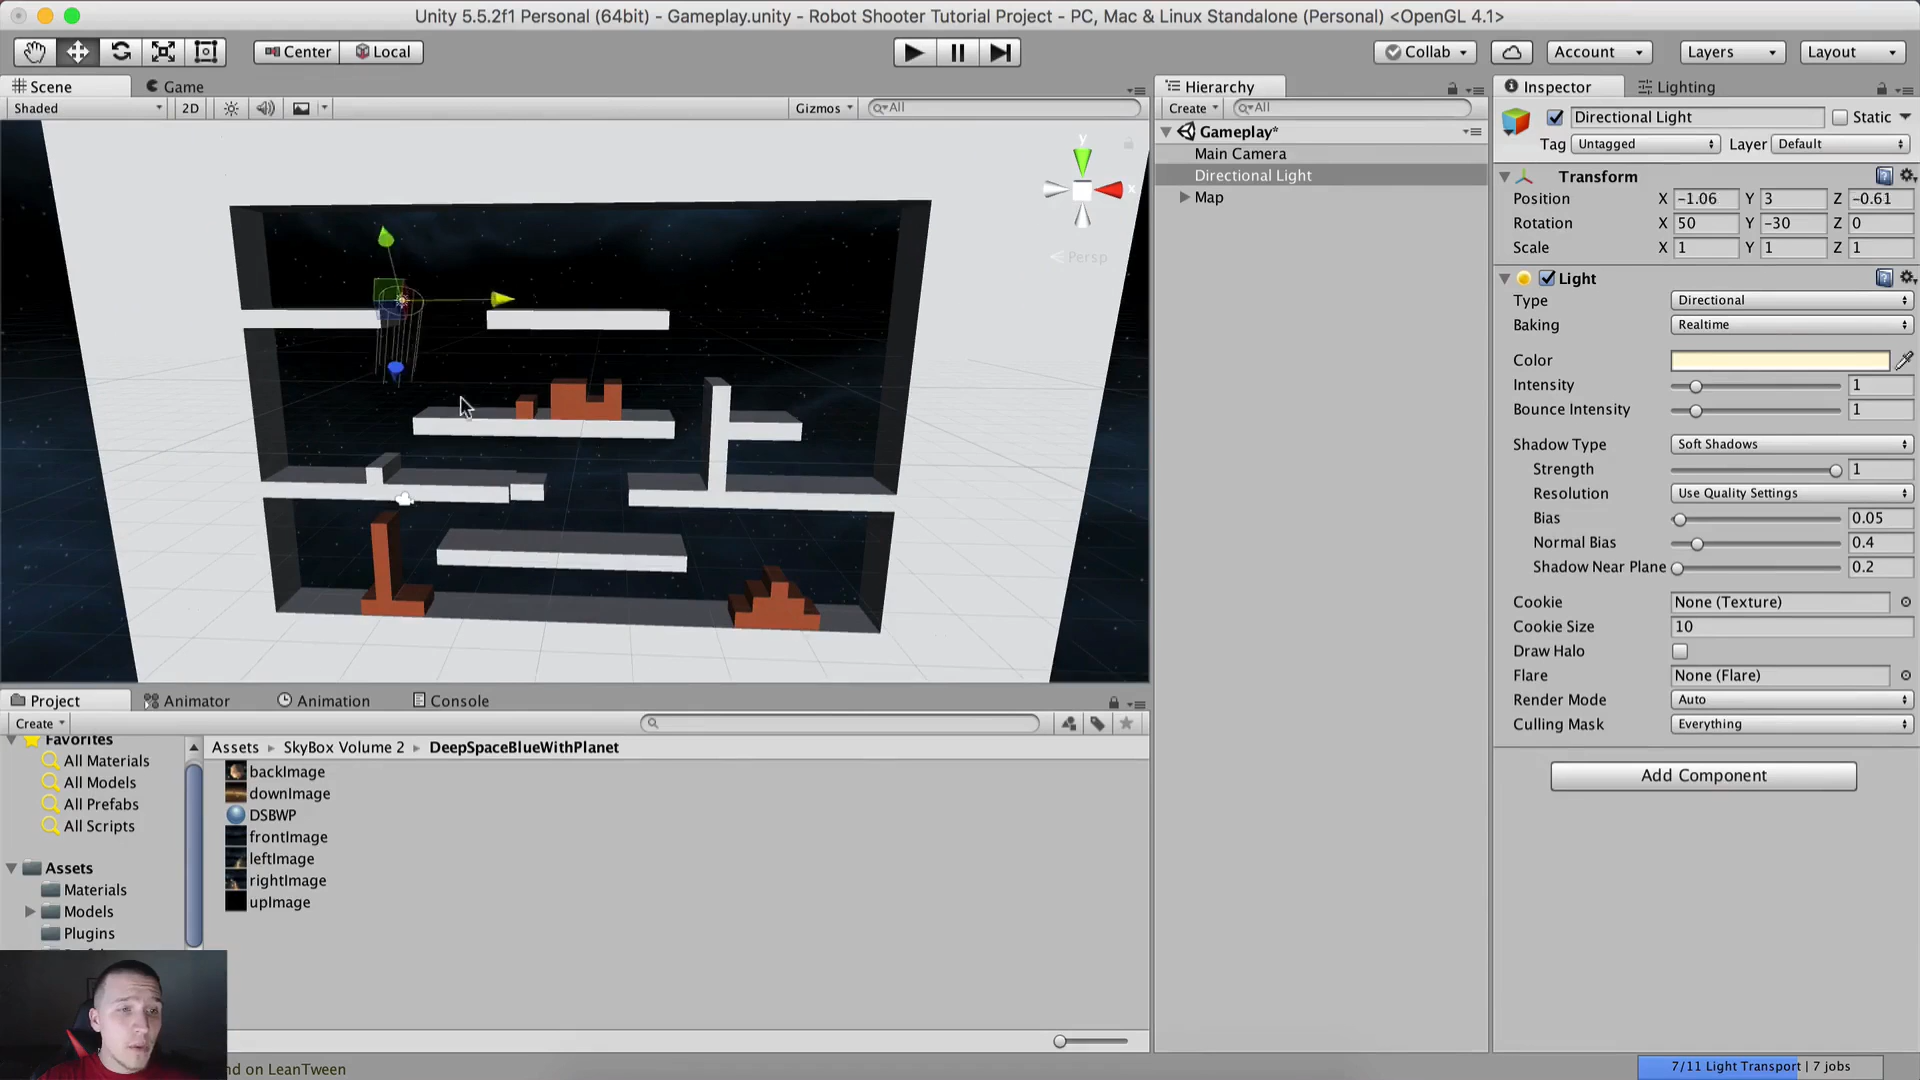 Unity 5.5.2f1 Personal (64bit) - Gameplay.unity - Robot Shooter Tutorial Project - PC, Mac & Linux Standalone (Personal) <OpenGL 4.1>
Center Local Collab Account Layers Layout
Scene Game
Shaded 2D Gizmos All
y
x
Persp
Hierarchy
Create All
Gameplay*
Main Camera
Directional Light
Map
Inspector Lighting
Directional Light Static
Tag Untagged Layer Default
Transform
Position X -1.06 Y 3 Z -0.61
Rotation X 50 Y -30 Z 0
Scale X 1 Y 1 Z 1
Light
Type Directional
Baking Realtime
Color
Intensity 1
Bounce Intensity 1
Shadow Type Soft Shadows
Strength 1
Resolution Use Quality Settings
Bias 0.05
Normal Bias 0.4
Shadow Near Plane 0.2
Cookie None (Texture)
Cookie Size 10
Draw Halo
Flare None (Flare)
Render Mode Auto
Culling Mask Everything
Add Component
Project Animator Animation Console
Create
Favorites
All Materials
All Models
All Prefabs
All Scripts
Assets
Materials
Models
Plugins
Assets SkyBox Volume 2 DeepSpaceBlueWithPlanet
backImage
downImage
DSBWP
frontImage
leftImage
rightImage
upImage
nd on LeanTween
7/11 Light Transport | 7 jobs